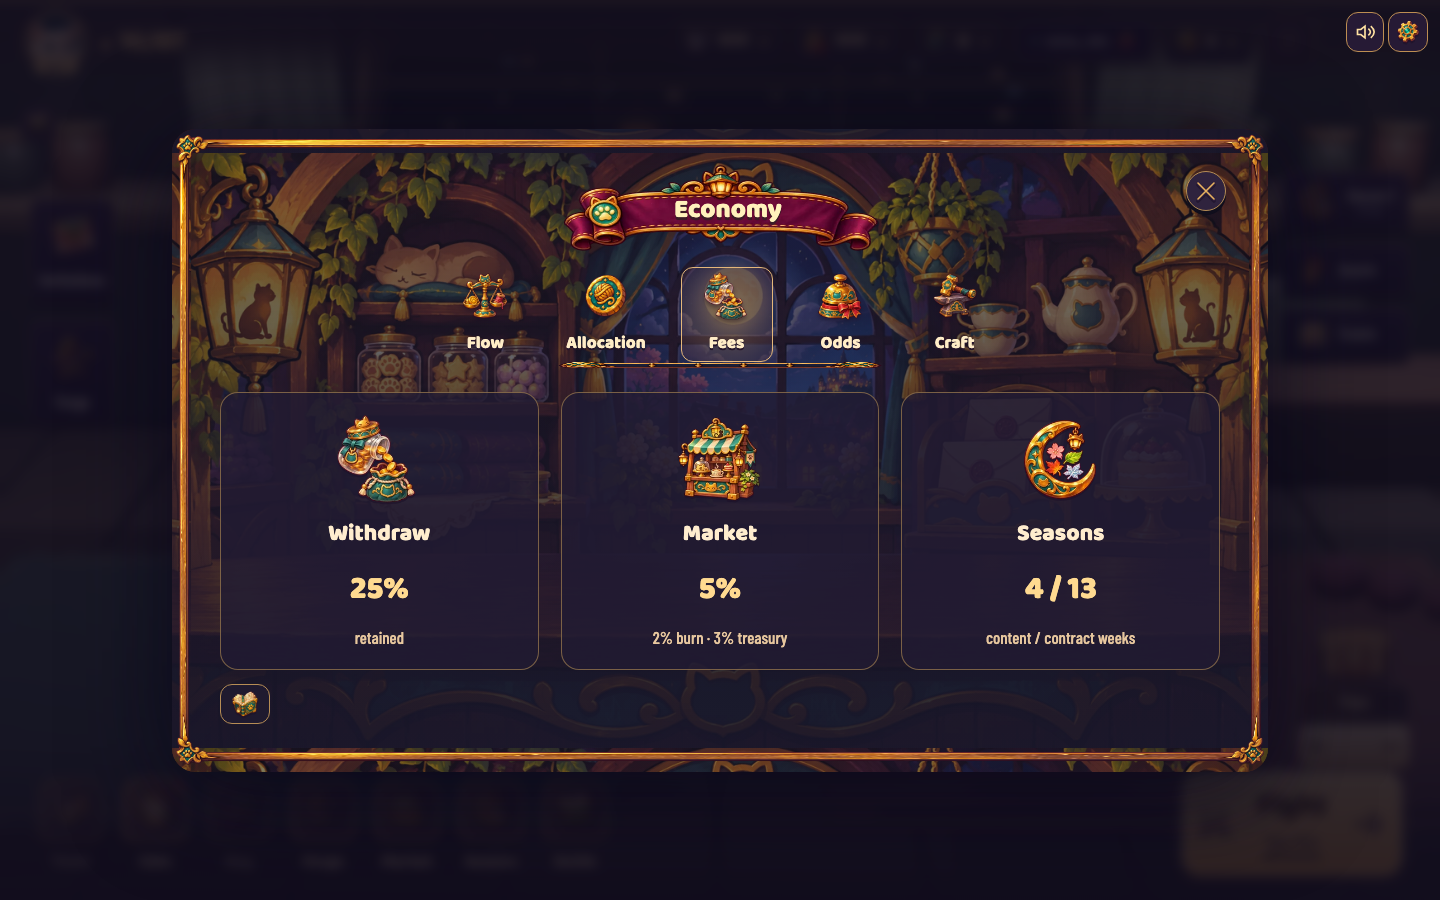 Economy
Flow
Allocation
Fees
Odds
Craft
Withdraw
25%
retained
Market
5%
2% burn · 3% treasury
Seasons
4 / 13
content / contract weeks